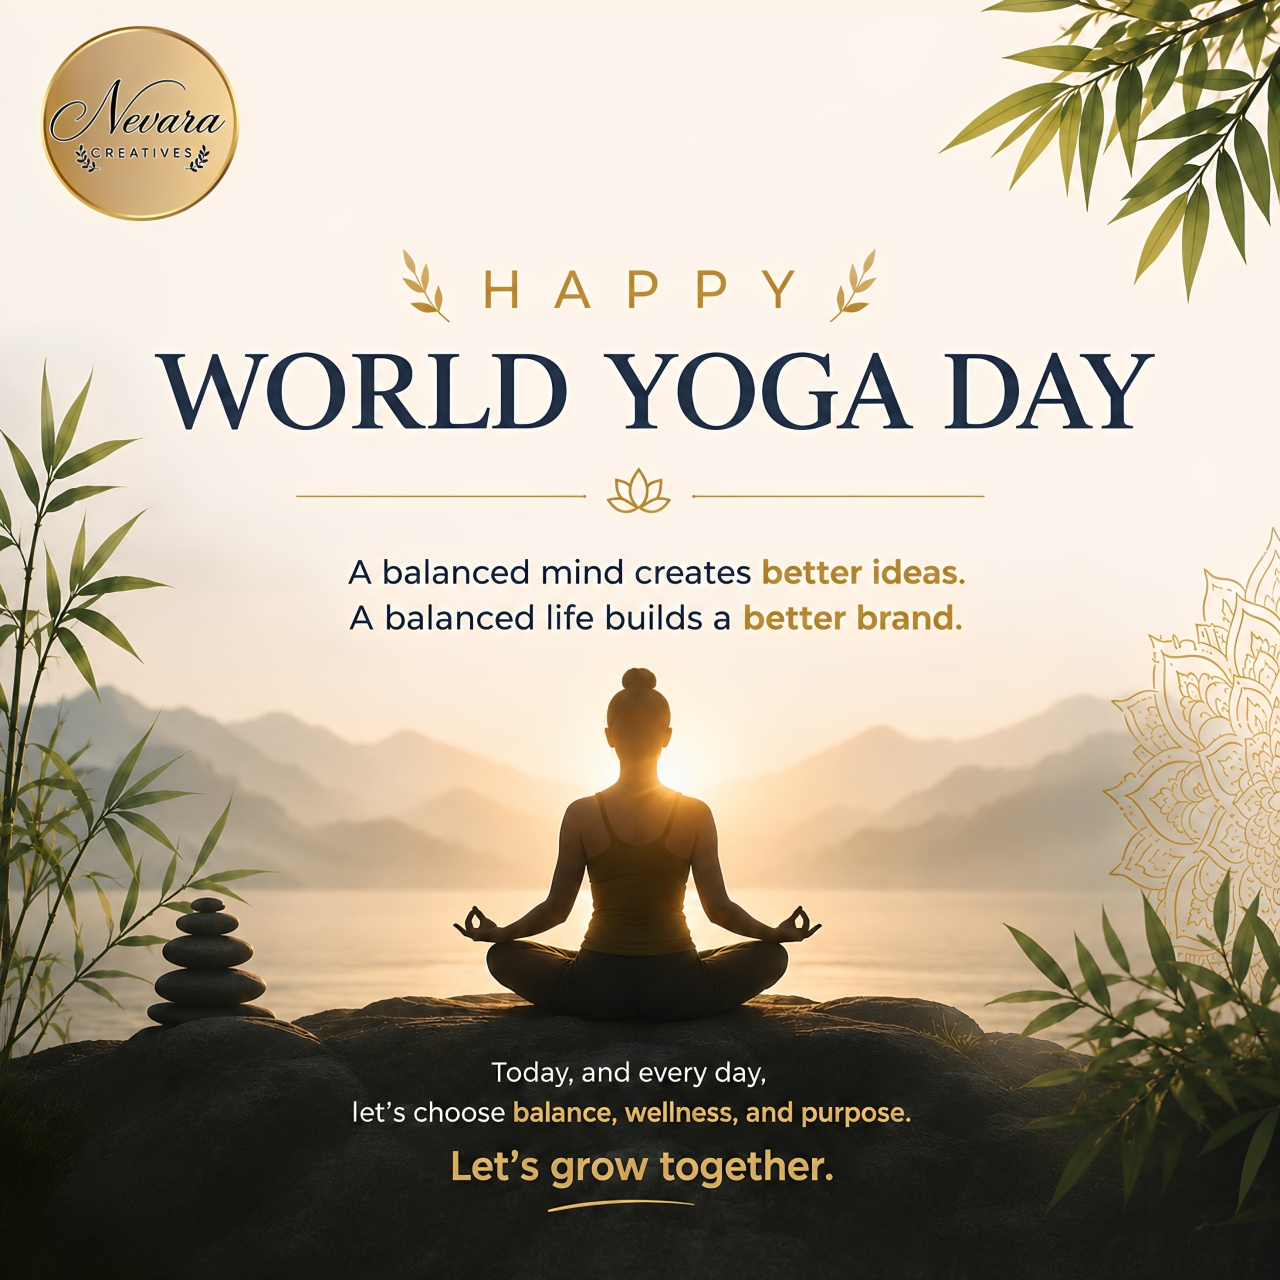 Nevara
CREATIVES
HAPPY
WORLD YOGA DAY
A balanced mind creates better ideas.
A balanced life builds a better brand.
Today, and every day,
let's choose balance, wellness, and purpose.
Let's grow together.